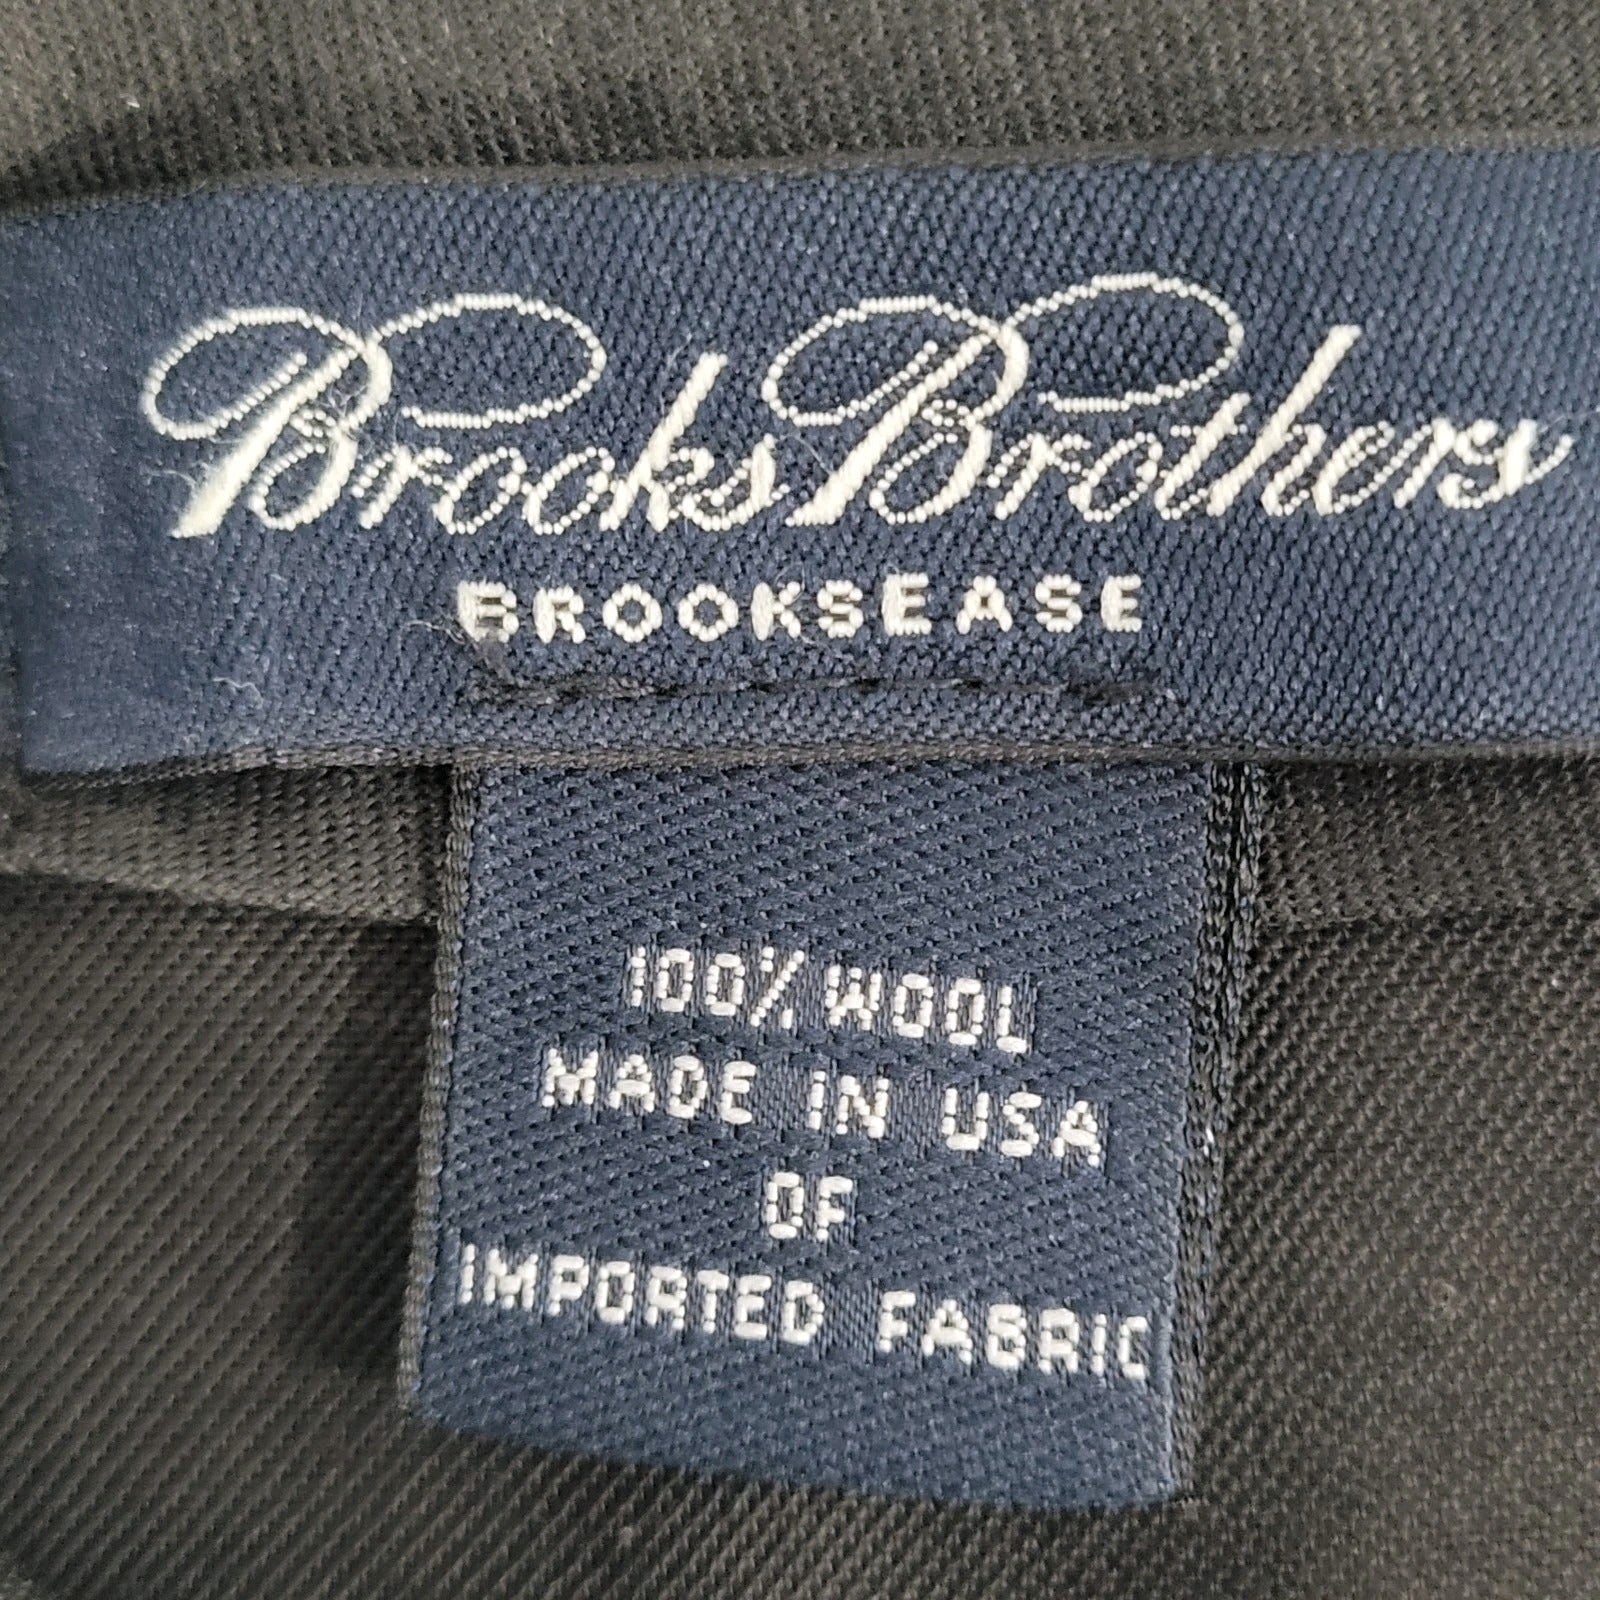 Brooks Brothers
BROOKSEASE
100% WOOL
MADE IN USA
OF
IMPORTED FABRIC